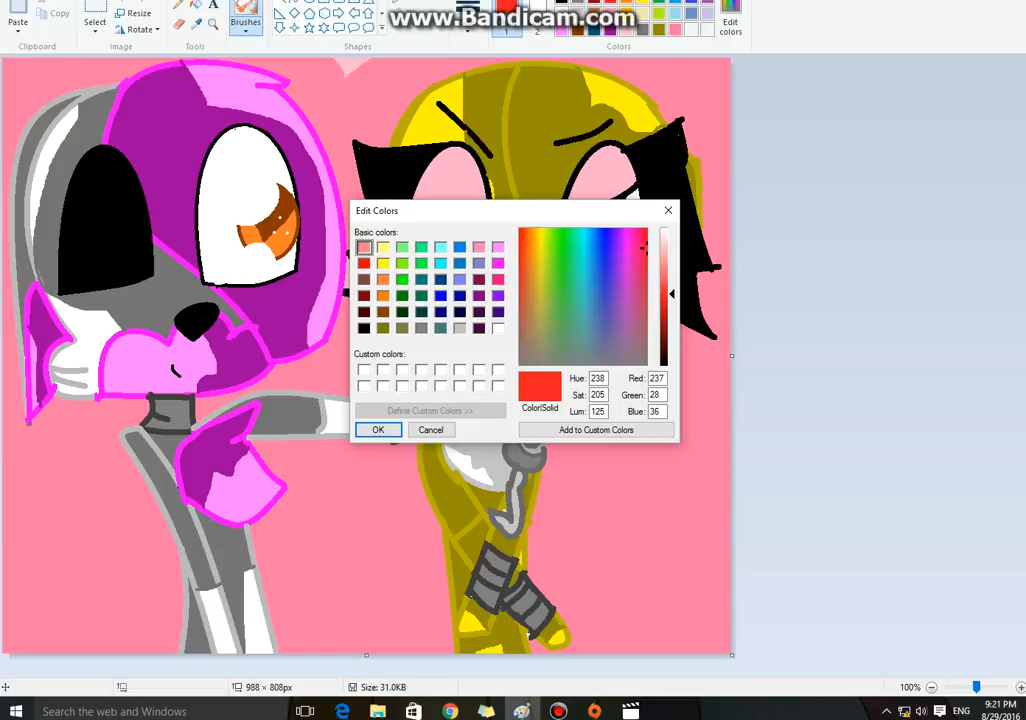 www.Bandicam.com
Paste
Copy
Select
Resize
Rotate
A
Brushes
1
2
Edit
colors
Clipboard
Image
Tools
Shapes
Colors
Edit Colors
Basic colors:
Custom colors:
Define Custom Colors >>
OK
Cancel
Color|Solid
Hue: 238
Sat: 205
Lum: 125
Red: 237
Green: 28
Blue: 36
Add to Custom Colors
988 × 808px
Size: 31.0KB
100%
Search the web and Windows
ENG
9:21 PM
8/29/2016